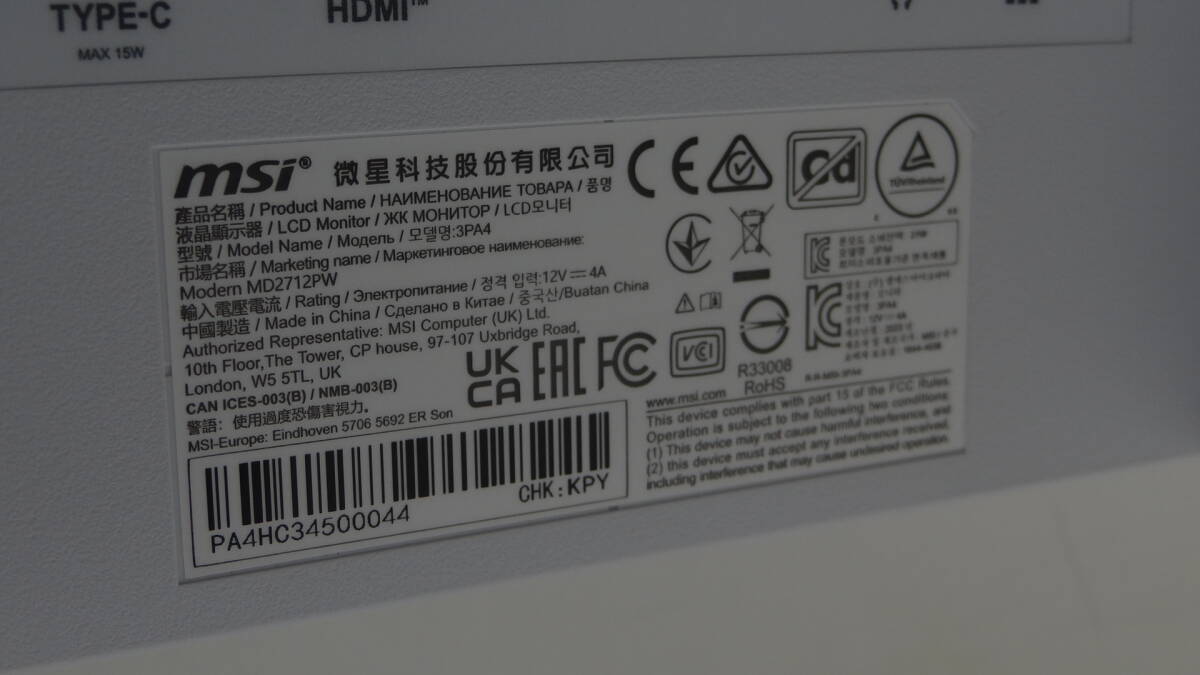 TYPE-C
MAX 15W
HDMI™
msi® 微星科技股份有限公司
產品名稱 / Product Name / НАИМЕНОВАНИЕ ТОВАРА / 품명
液晶顯示器 / LCD Monitor / ЖК МОНИТОР / LCD모니터
型號 / Model Name / Модель / 모델명:3PA4
市場名稱 / Marketing name / Маркетинговое наименование:
Modern MD2712PW
輸入電壓電流 / Rating / Электропитание / 정격 입력:12V⎓4A
中國製造 / Made in China / Сделано в Китае / 중국산/Buatan China
Authorized Representative: MSI Computer (UK) Ltd.
10th Floor,The Tower, CP house, 97-107 Uxbridge Road,
London, W5 5TL, UK
CAN ICES-003(B) / NMB-003(B)
警語: 使用過度恐傷害視力。
MSI-Europe: Eindhoven 5706 5692 ER Son
CE
TÜVRheinland
UK
CA
EAC
FC
VCI
R33008
RoHS
www.msi.com
This device complies with part 15 of the FCC Rules.
Operation is subject to the following two conditions:
(1) This device may not cause harmful interference, and
(2) this device must accept any interference received,
including interference that may cause undesired operation.
CHK:KPY
PA4HC34500044